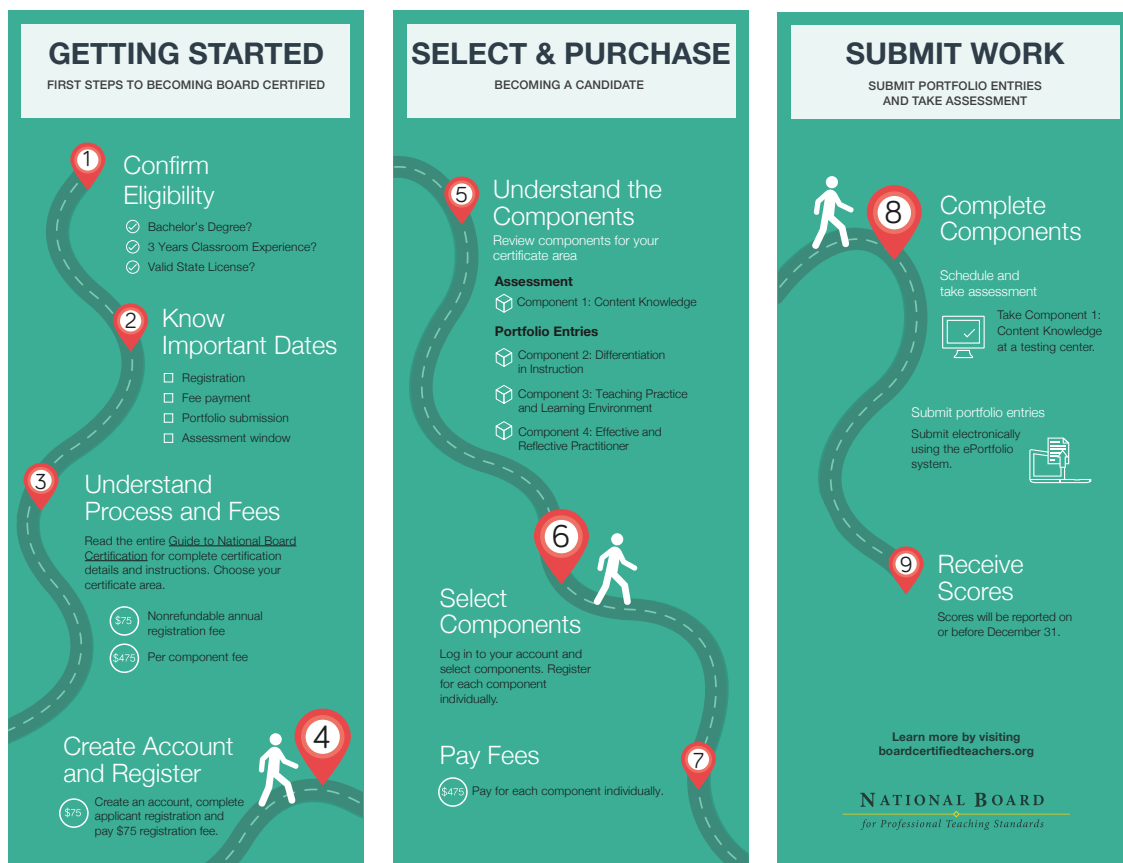 GETTING STARTED
FIRST STEPS TO BECOMING BOARD CERTIFIED
1
Confirm
Eligibility
Bachelor's Degree?
3 Years Classroom Experience?
Valid State License?
2
Know
Important Dates
Registration
Fee payment
Portfolio submission
Assessment window
3
Understand
Process and Fees
Read the entire Guide to National Board
Certification for complete certification
details and instructions. Choose your
certificate area.
$75
Nonrefundable annual
registration fee
$475
Per component fee
4
Create Account
and Register
$75
Create an account, complete
applicant registration and
pay $75 registration fee.
SELECT & PURCHASE
BECOMING A CANDIDATE
5
Understand the
Components
Review components for your
certificate area
Assessment
Component 1: Content Knowledge
Portfolio Entries
Component 2: Differentiation
in Instruction
Component 3: Teaching Practice
and Learning Environment
Component 4: Effective and
Reflective Practitioner
6
Select
Components
Log in to your account and
select components. Register
for each component
individually.
7
Pay Fees
$475
Pay for each component individually.
SUBMIT WORK
SUBMIT PORTFOLIO ENTRIES
AND TAKE ASSESSMENT
8
Complete
Components
Schedule and
take assessment
Take Component 1:
Content Knowledge
at a testing center.
Submit portfolio entries
Submit electronically
using the ePortfolio
system.
9
Receive
Scores
Scores will be reported on
or before December 31.
Learn more by visiting
boardcertifiedteachers.org
NATIONAL BOARD
for Professional Teaching Standards